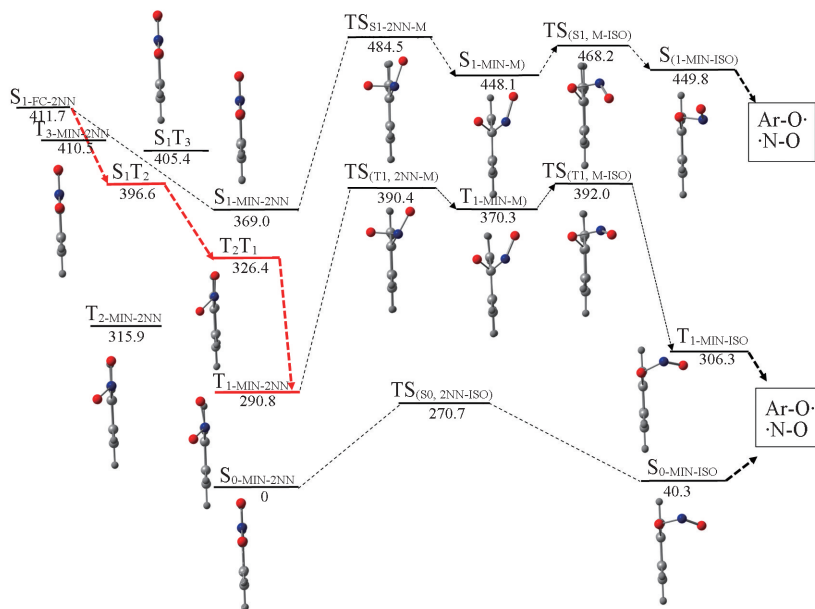 TS S1-2NN-M
484.5
S1-MIN-M)
448.1
TS(S1, M-ISO)
468.2
S(1-MIN-ISO)
449.8
Ar-O·
·N-O
S1-FC-2NN
411.7
T3-MIN-2NN
410.5
S1T3
405.4
S1T2
396.6
S1-MIN-2NN
369.0
TS(T1, 2NN-M)
390.4
T1-MIN-M)
370.3
TS(T1, M-ISO)
392.0
T2T1
326.4
T2-MIN-2NN
315.9
T1-MIN-2NN
290.8
T1-MIN-ISO
306.3
TS(S0, 2NN-ISO)
270.7
Ar-O·
·N-O
S0-MIN-2NN
0
S0-MIN-ISO
40.3